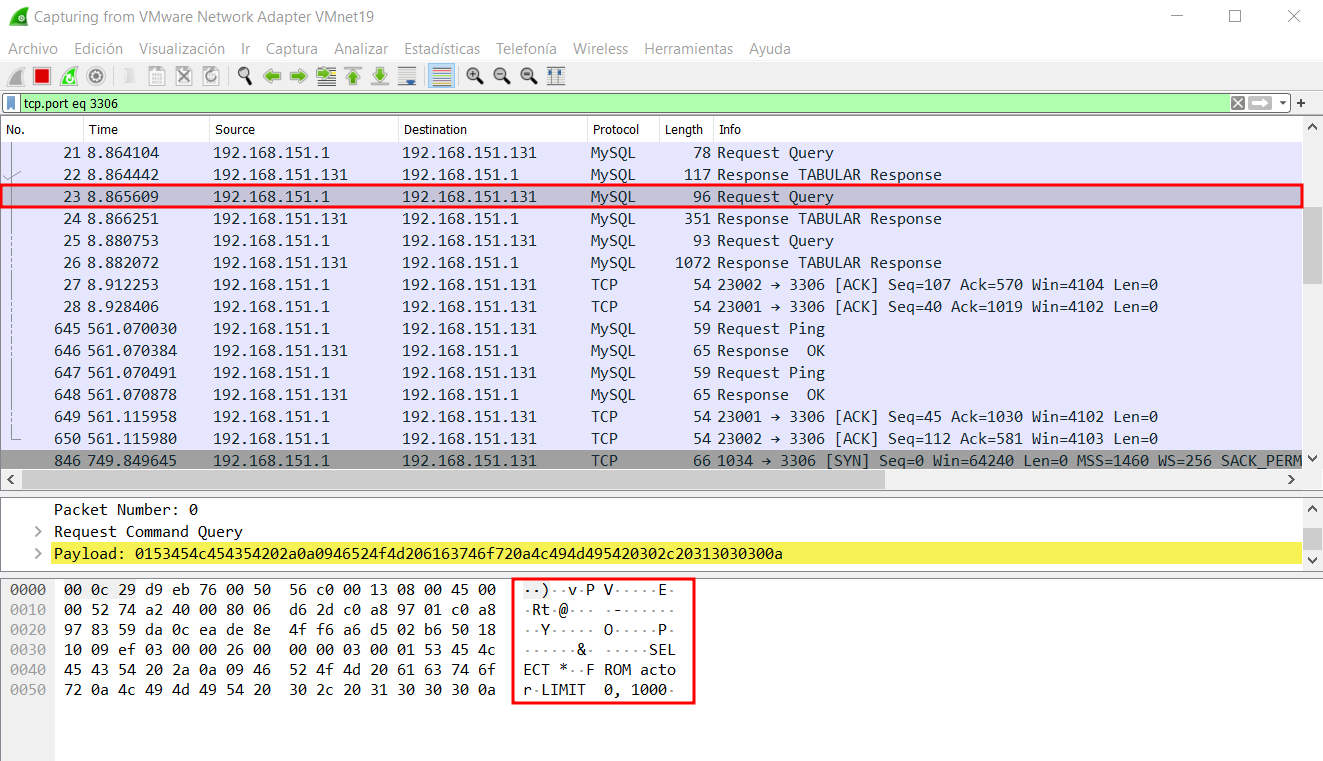 Capturing from VMware Network Adapter VMnet19
Archivo Edición Visualización Ir Captura Analizar Estadísticas Telefonía Wireless Herramientas Ayuda
tcp.port eq 3306
No. Time Source Destination Protocol Length Info
21 8.864104 192.168.151.1 192.168.151.131 MySQL 78 Request Query
22 8.864442 192.168.151.131 192.168.151.1 MySQL 117 Response TABULAR Response
23 8.865609 192.168.151.1 192.168.151.131 MySQL 96 Request Query
24 8.866251 192.168.151.131 192.168.151.1 MySQL 351 Response TABULAR Response
25 8.880753 192.168.151.1 192.168.151.131 MySQL 93 Request Query
26 8.882072 192.168.151.131 192.168.151.1 MySQL 1072 Response TABULAR Response
27 8.912253 192.168.151.1 192.168.151.131 TCP 54 23002 → 3306 [ACK] Seq=107 Ack=570 Win=4104 Len=0
28 8.928406 192.168.151.1 192.168.151.131 TCP 54 23001 → 3306 [ACK] Seq=40 Ack=1019 Win=4102 Len=0
645 561.070030 192.168.151.1 192.168.151.131 MySQL 59 Request Ping
646 561.070384 192.168.151.131 192.168.151.1 MySQL 65 Response  OK
647 561.070491 192.168.151.1 192.168.151.131 MySQL 59 Request Ping
648 561.070878 192.168.151.131 192.168.151.1 MySQL 65 Response  OK
649 561.115958 192.168.151.1 192.168.151.131 TCP 54 23001 → 3306 [ACK] Seq=45 Ack=1030 Win=4102 Len=0
650 561.115980 192.168.151.1 192.168.151.131 TCP 54 23002 → 3306 [ACK] Seq=112 Ack=581 Win=4103 Len=0
846 749.849645 192.168.151.1 192.168.151.131 TCP 66 1034 → 3306 [SYN] Seq=0 Win=64240 Len=0 MSS=1460 WS=256 SACK_PERM
Packet Number: 0
Request Command Query
Payload: 0153454c454354202a0a0946524f4d206163746f720a4c494d495420302c20313030300a
0000 00 0c 29 d9 eb 76 00 50 56 c0 00 13 08 00 45 00 ··)··v·P V·····E·
0010 00 52 74 a2 40 00 80 06 d6 2d c0 a8 97 01 c0 a8 ·Rt·@··· ·-······
0020 97 83 59 da 0c ea de 8e 4f f6 a6 d5 02 b6 50 18 ··Y····· O·····P·
0030 10 09 ef 03 00 00 26 00 00 00 03 00 01 53 45 4c ······&· ·····SEL
0040 45 43 54 20 2a 0a 09 46 52 4f 4d 20 61 63 74 6f ECT *··F ROM acto
0050 72 0a 4c 49 4d 49 54 20 30 2c 20 31 30 30 30 0a r·LIMIT 0, 1000·